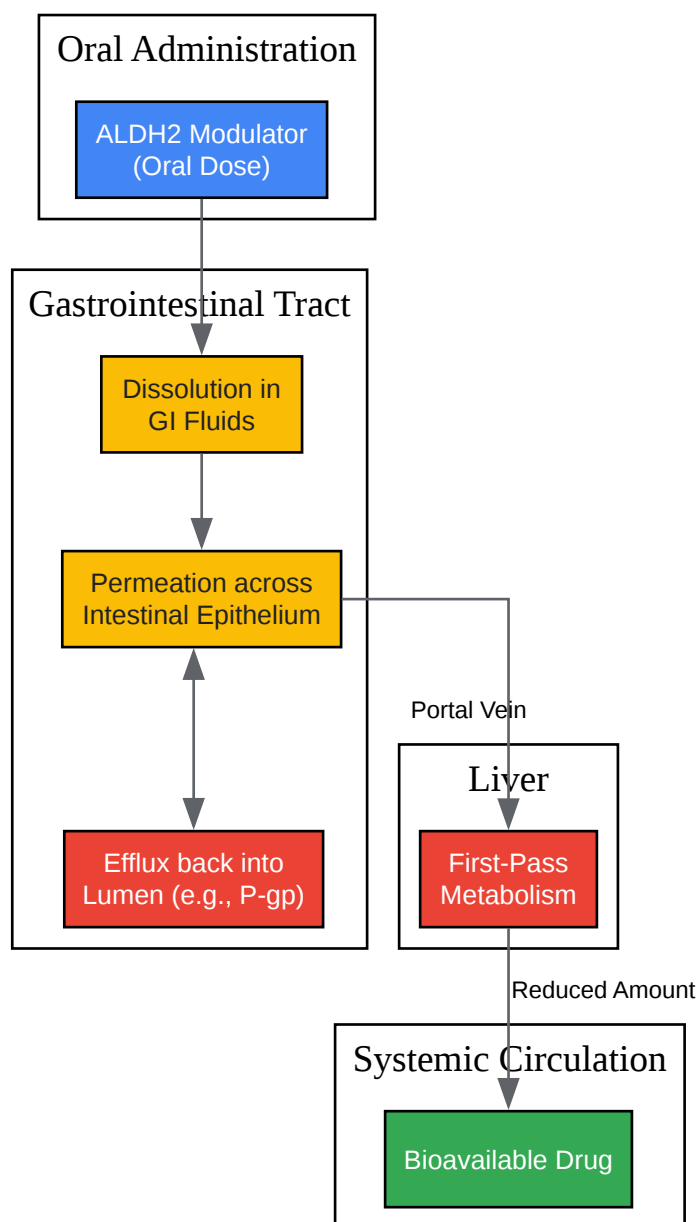 Oral Administration
ALDH2 Modulator
(Oral Dose)
Gastrointestinal Tract
Dissolution in
GI Fluids
Permeation across
Intestinal Epithelium
Portal Vein
Liver
Efflux back into
Lumen (e.g., P-gp)
First-Pass
Metabolism
Reduced Amount
Systemic Circulation
Bioavailable Drug